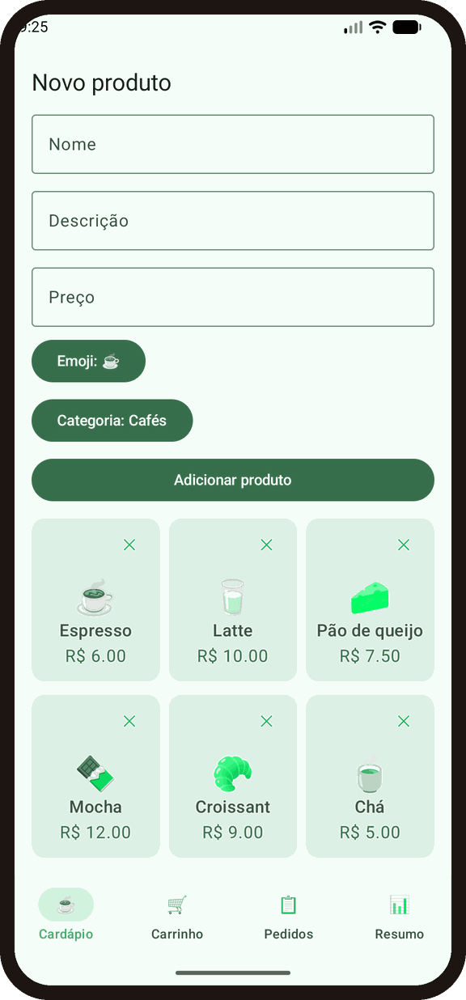 9:25
Novo produto
Nome
Descrição
Preço
Emoji: ☕
Categoria: Cafés
Adicionar produto
Espresso
R$ 6.00
Latte
R$ 10.00
Pão de queijo
R$ 7.50
Mocha
R$ 12.00
Croissant
R$ 9.00
Chá
R$ 5.00
Cardápio
Carrinho
Pedidos
Resumo